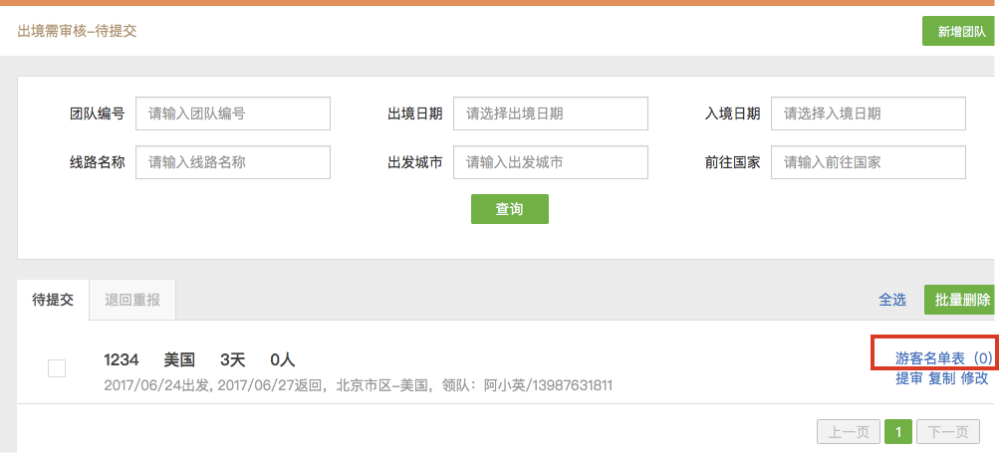 出境需审核-待提交
新增团队
团队编号 请输入团队编号 出境日期 请选择出境日期 入境日期 请选择入境日期
线路名称 请输入线路名称 出发城市 请输入出发城市 前往国家 请输入前往国家
查询
待提交 退回重报 全选 批量删除
1234 美国 3天 0人 游客名单表（0）
2017/06/24出发, 2017/06/27返回，北京市区-美国，领队：阿小英/13987631811 提审 复制 修改
上一页 1 下一页